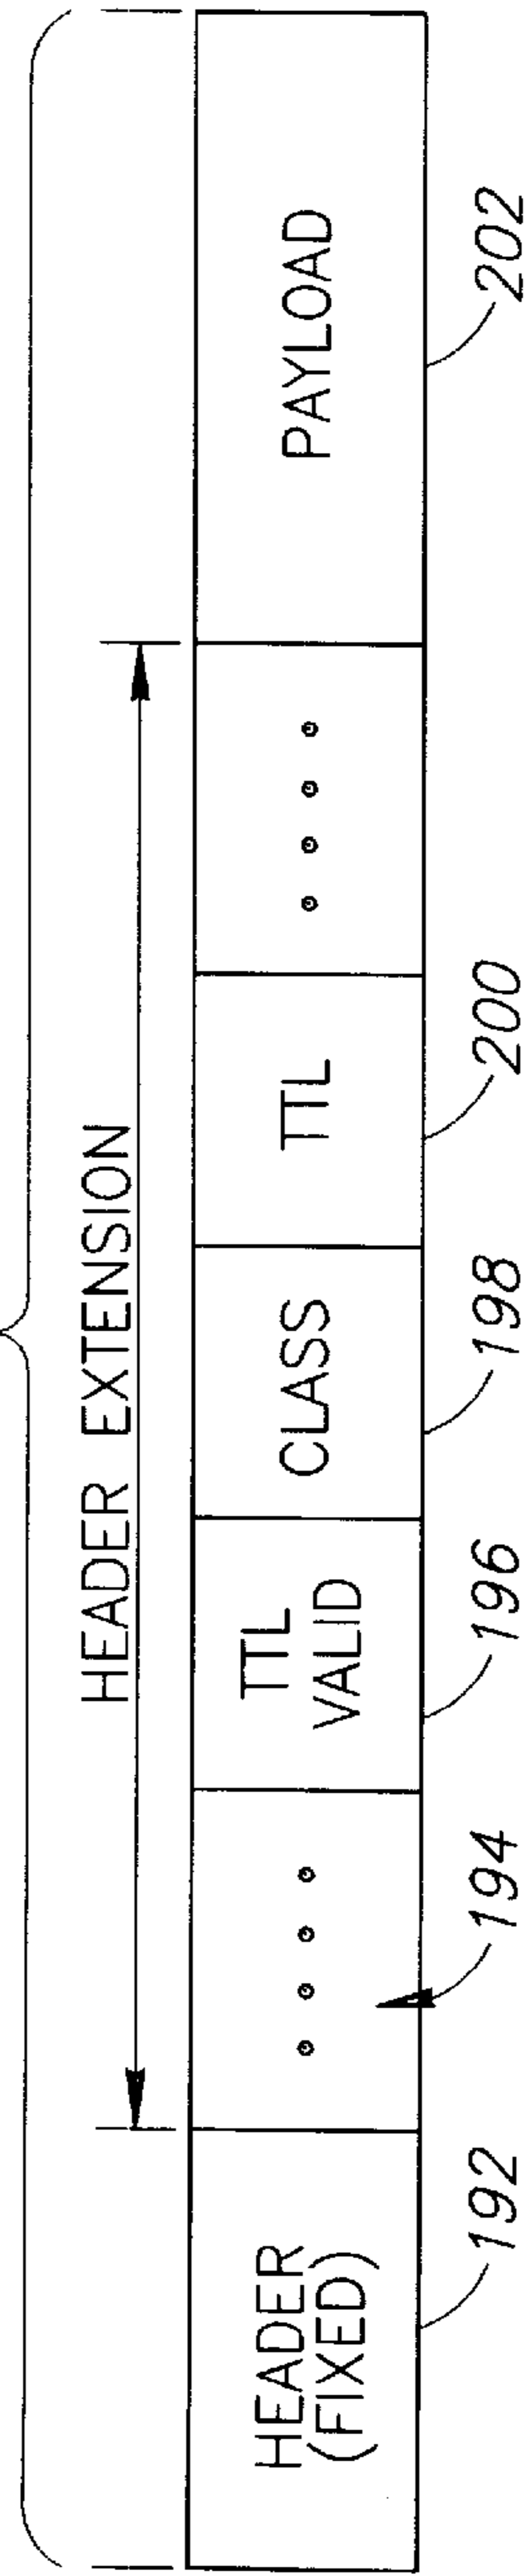 HEADER EXTENSION
HEADER
(FIXED)
TTL
VALID
CLASS
TTL
PAYLOAD
192
194
196
198
200
202